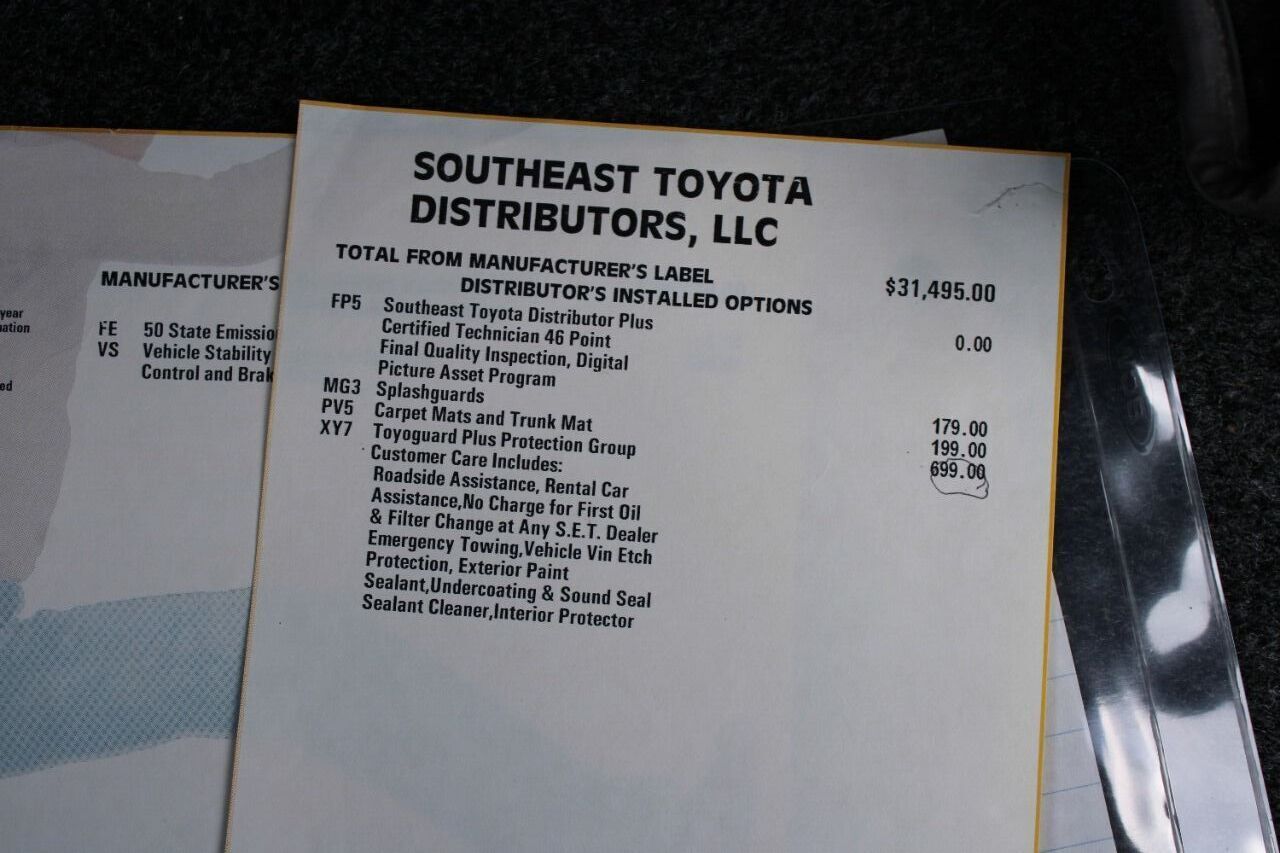 year
ation
ed
MANUFACTURER'S
FE 50 State Emissio
VS Vehicle Stability
Control and Brak
SOUTHEAST TOYOTA
DISTRIBUTORS, LLC
TOTAL FROM MANUFACTURER'S LABEL $31,495.00
DISTRIBUTOR'S INSTALLED OPTIONS
FP5 Southeast Toyota Distributor Plus 0.00
Certified Technician 46 Point
Final Quality Inspection, Digital
Picture Asset Program
MG3 Splashguards 179.00
PV5 Carpet Mats and Trunk Mat 199.00
XY7 Toyoguard Plus Protection Group 699.00
Customer Care Includes:
Roadside Assistance, Rental Car
Assistance,No Charge for First Oil
& Filter Change at Any S.E.T. Dealer
Emergency Towing,Vehicle Vin Etch
Protection, Exterior Paint
Sealant,Undercoating & Sound Seal
Sealant Cleaner,Interior Protector